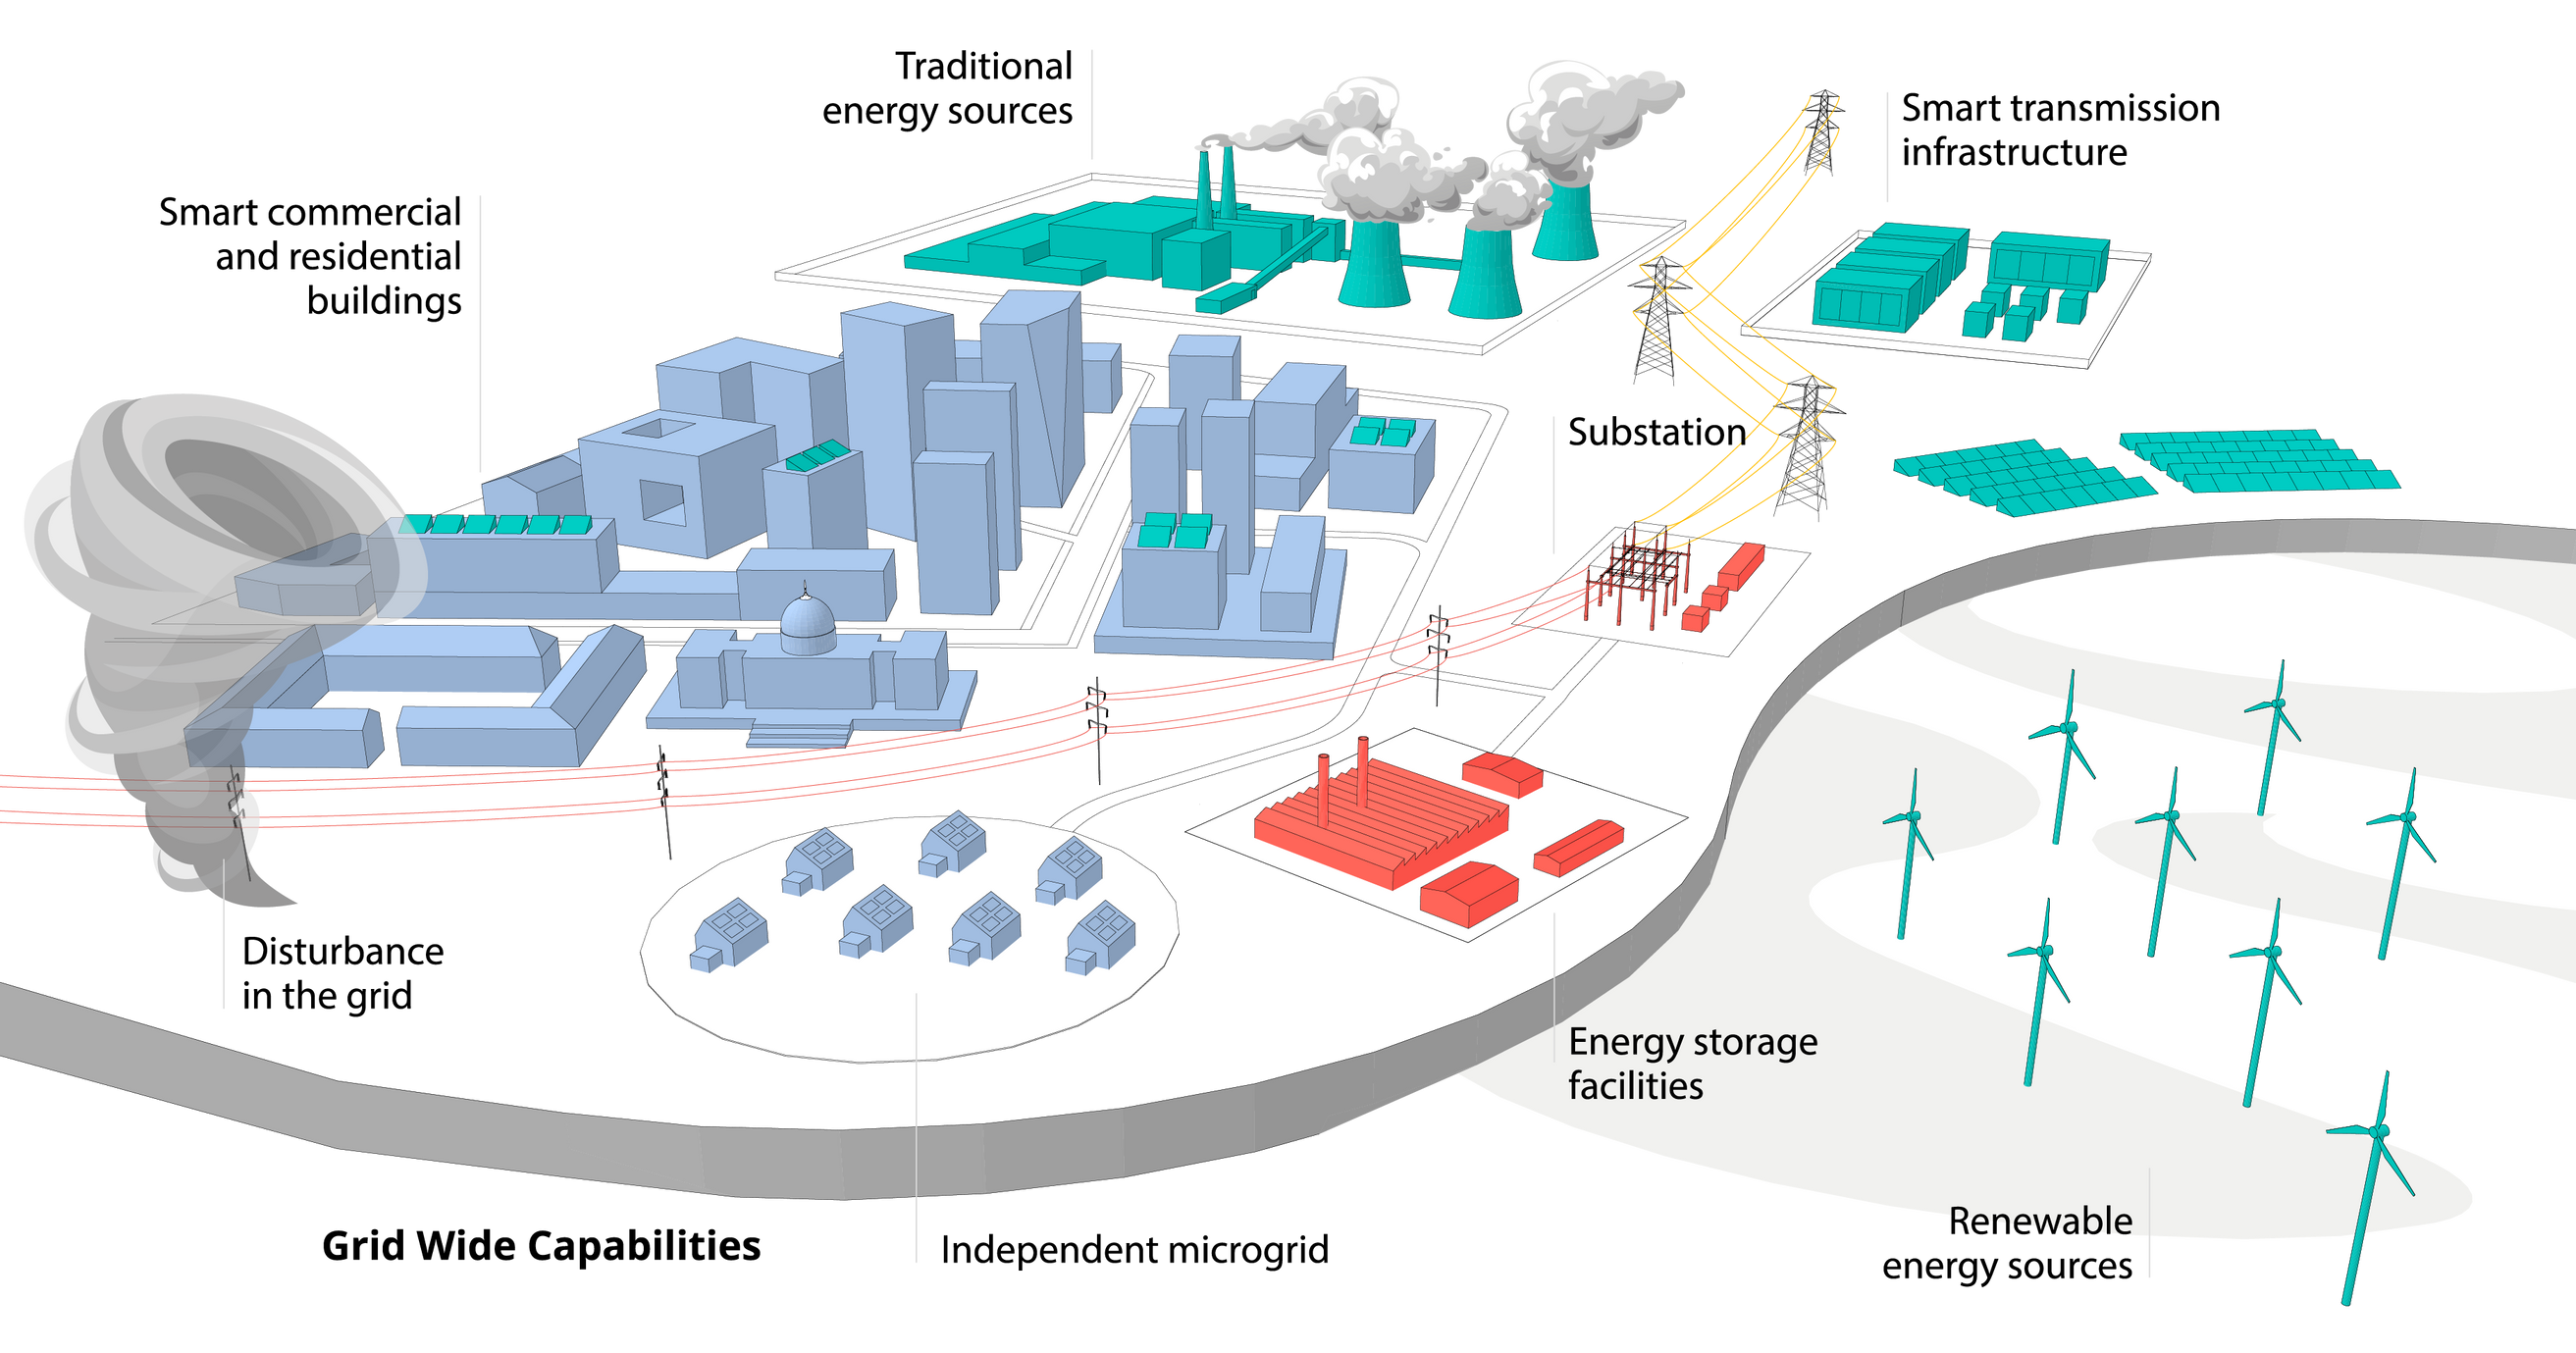 Traditional
energy sources
Smart transmission
infrastructure
Smart commercial
and residential
buildings
Substation
Disturbance
in the grid
Energy storage
facilities
Renewable
energy sources
Grid Wide Capabilities
Independent microgrid